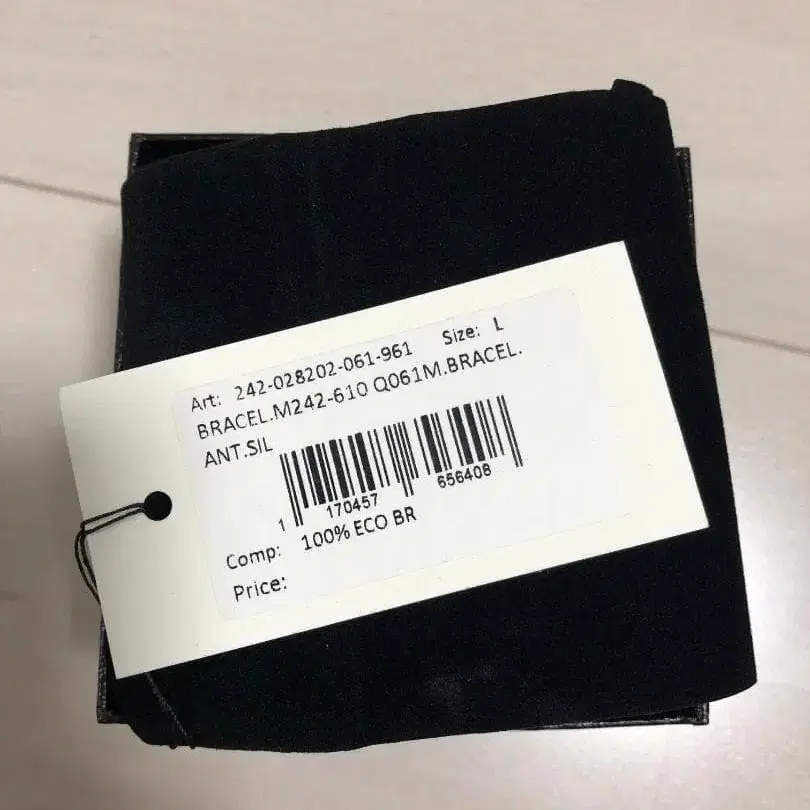 Art: 242-028202-061-961 Size: L
BRACEL.M242-610 Q061M.BRACEL.
ANT.SIL
1 170457 656408
Comp: 100% ECO BR
Price: